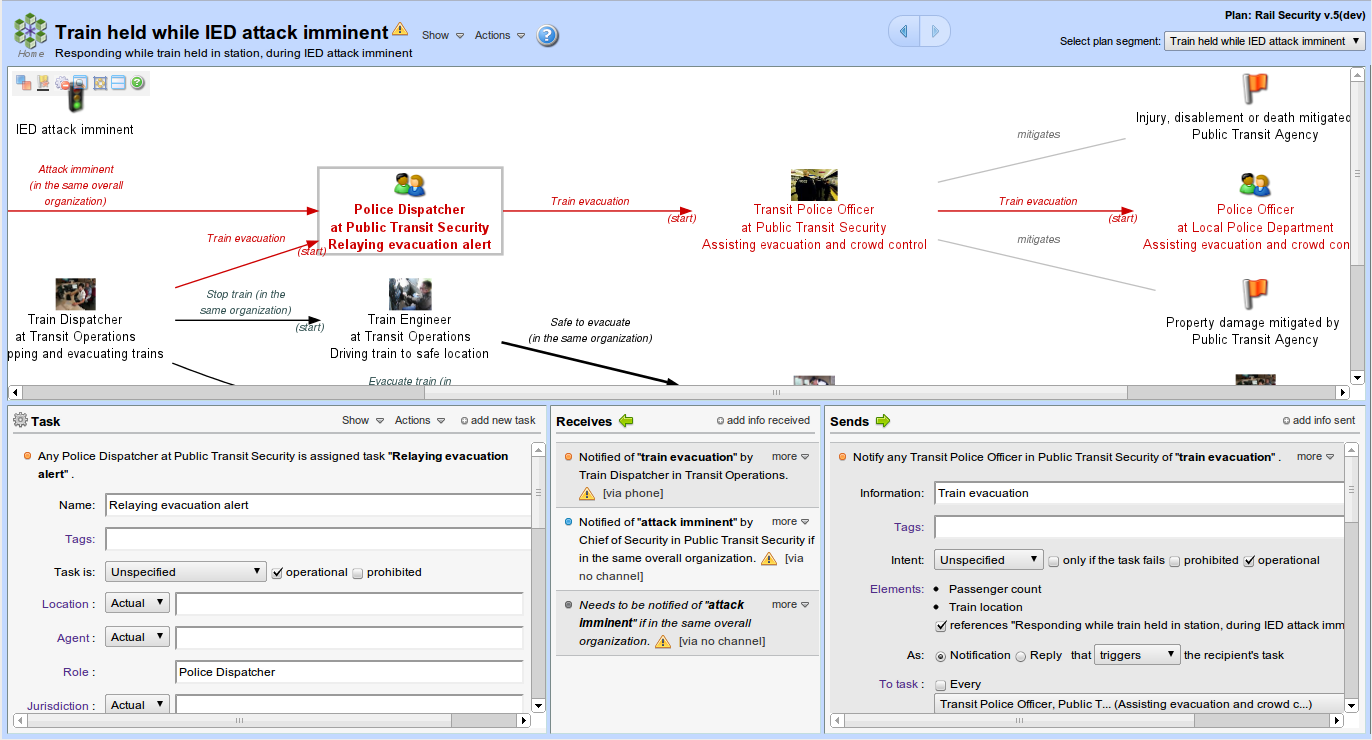 Plan: Rail Security v.5(dev)
Train held while IED attack imminent
Show
Actions
?
Home
Responding while train held in station, during IED attack imminent
Select plan segment:
Train held while IED attack imminent
IED attack imminent
Injury, disablement or death mitigated
Public Transit Agency
mitigates
Attack imminent
(in the same overall
organization)
Police Dispatcher
at Public Transit Security
Relaying evacuation alert
Train evacuation
(start)
Transit Police Officer
at Public Transit Security
Assisting evacuation and crowd control
Train evacuation
(start)
Police Officer
at Local Police Department
Assisting evacuation and crowd con
Train evacuation
(start)
mitigates
Stop train (in the
same organization)
(start)
Train Dispatcher
at Transit Operations
pping and evacuating trains
Train Engineer
at Transit Operations
Driving train to safe location
Safe to evacuate
(in the same organization)
Property damage mitigated by
Public Transit Agency
Evacuate train (in
Task
Show
Actions
add new task
Any Police Dispatcher at Public Transit Security is assigned task "Relaying evacuation
alert" .
Name:
Relaying evacuation alert
Tags:
Task is:
Unspecified
operational
prohibited
Location :
Actual
Agent :
Actual
Role :
Police Dispatcher
Jurisdiction :
Actual
Receives
add info received
Notified of "train evacuation" by
more
Train Dispatcher in Transit Operations.
[via phone]
Notified of "attack imminent" by
more
Chief of Security in Public Transit Security if
in the same overall organization.
[via
no channel]
Needs to be notified of "attack
more
imminent" if in the same overall
organization.
[via no channel]
Sends
add info sent
Notify any Transit Police Officer in Public Transit Security of "train evacuation" .
more
Information:
Train evacuation
Tags:
Intent:
Unspecified
only if the task fails
prohibited
operational
Elements:
Passenger count
Train location
references "Responding while train held in station, during IED attack imm
As:
Notification
Reply
that
triggers
the recipient's task
To task :
Every
Transit Police Officer, Public T... (Assisting evacuation and crowd c...)